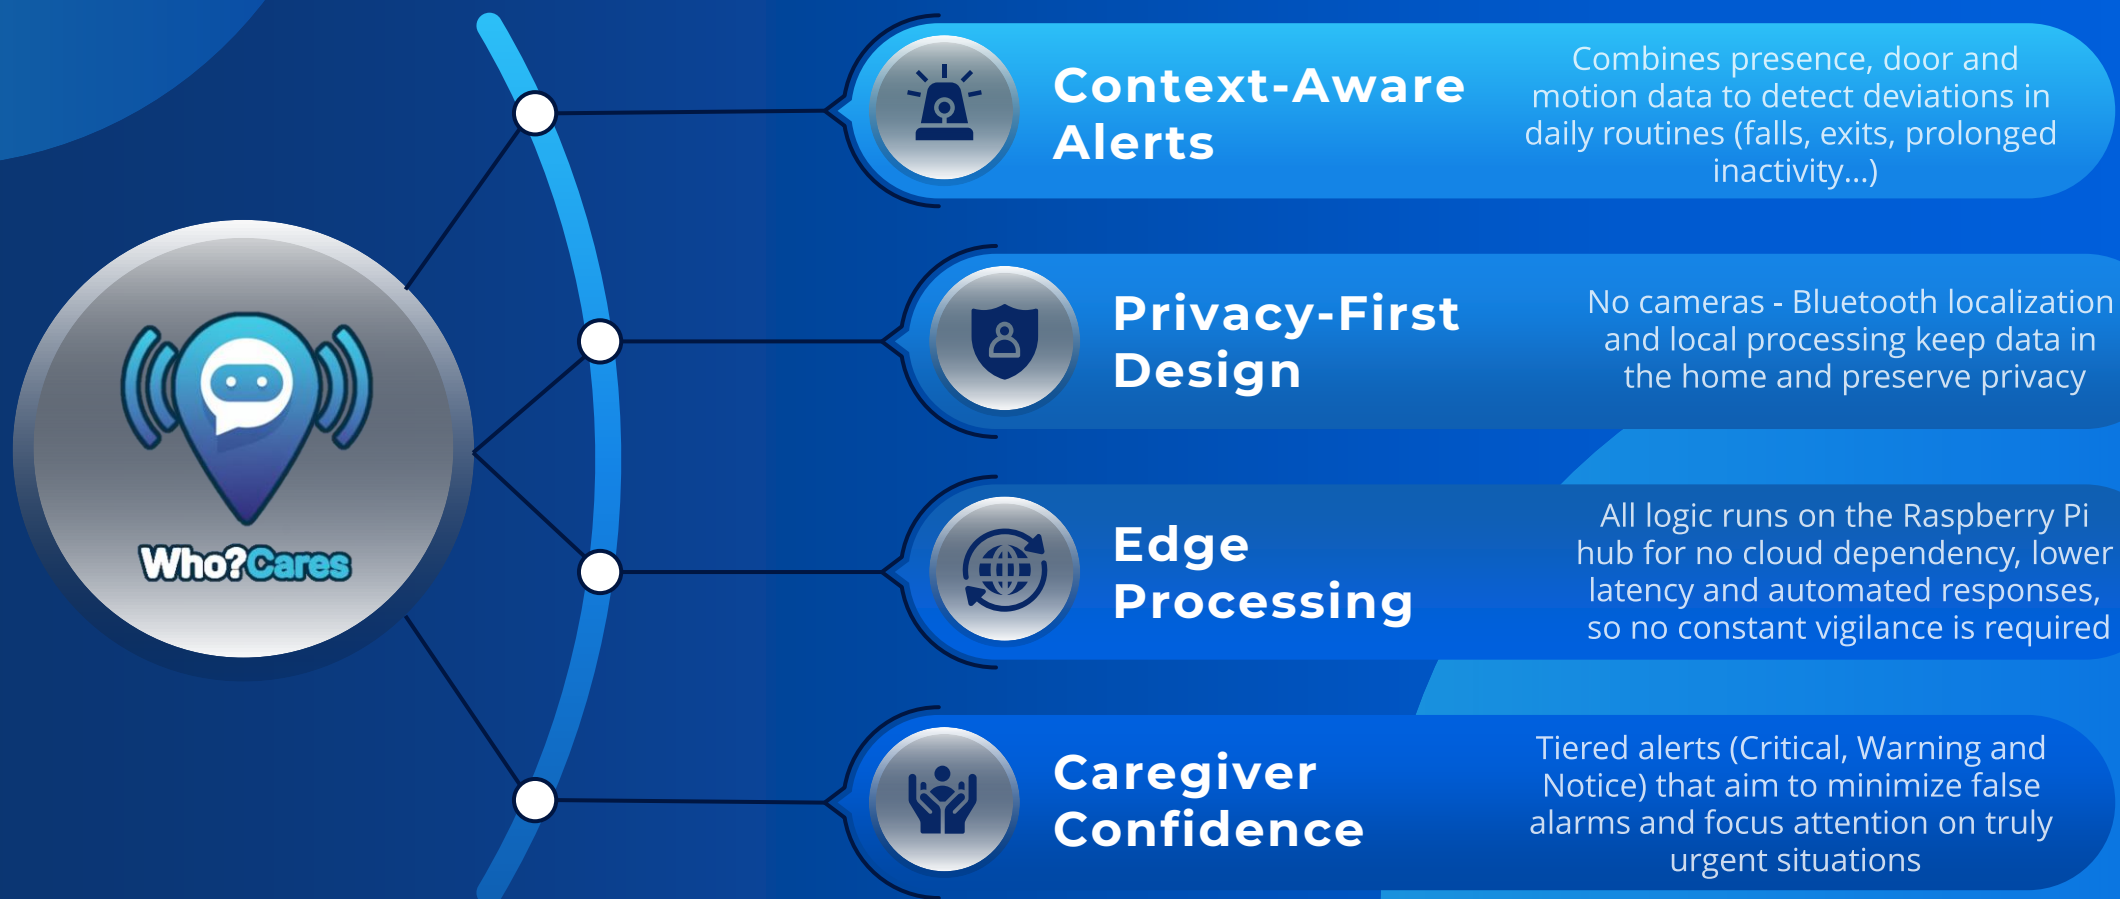 Who?Cares
Context-Aware
Alerts
Combines presence, door and
motion data to detect deviations in
daily routines (falls, exits, prolonged
inactivity...)
Privacy-First
Design
No cameras - Bluetooth localization
and local processing keep data in
the home and preserve privacy
Edge
Processing
All logic runs on the Raspberry Pi
hub for no cloud dependency, lower
latency and automated responses,
so no constant vigilance is required
Caregiver
Confidence
Tiered alerts (Critical, Warning and
Notice) that aim to minimize false
alarms and focus attention on truly
urgent situations